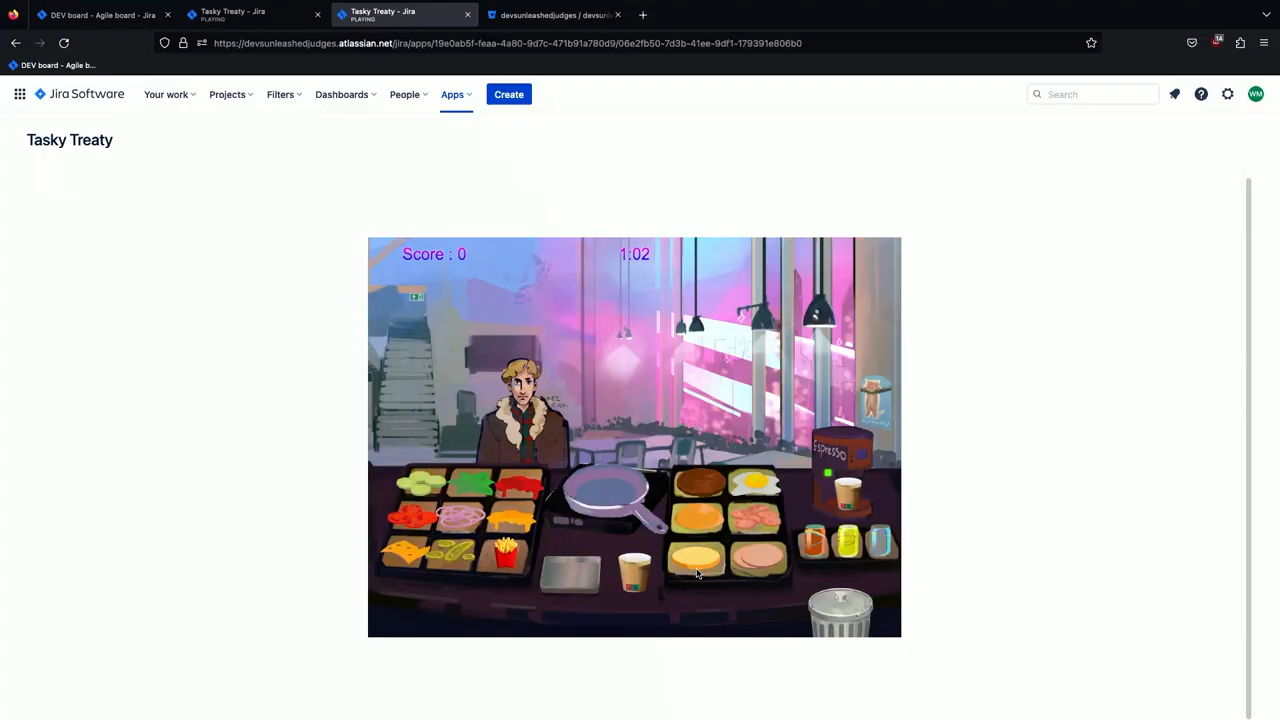 DEV board - Agile board - Jira
Tasky Treaty - Jira
PLAYING
Tasky Treaty - Jira
PLAYING
devsunleashedjudges / devsun
https://devsunleashedjudges.atlassian.net/jira/apps/19e0ab5f-feaa-4a80-9d7c-471b91a780d9/06e2fb50-7d3b-41ee-9df1-179391e806b0
14
DEV board - Agile b...
Jira Software
Your work
Projects
Filters
Dashboards
People
Apps
Create
Search
WM
Tasky Treaty
Score : 0
1:02
Espresso